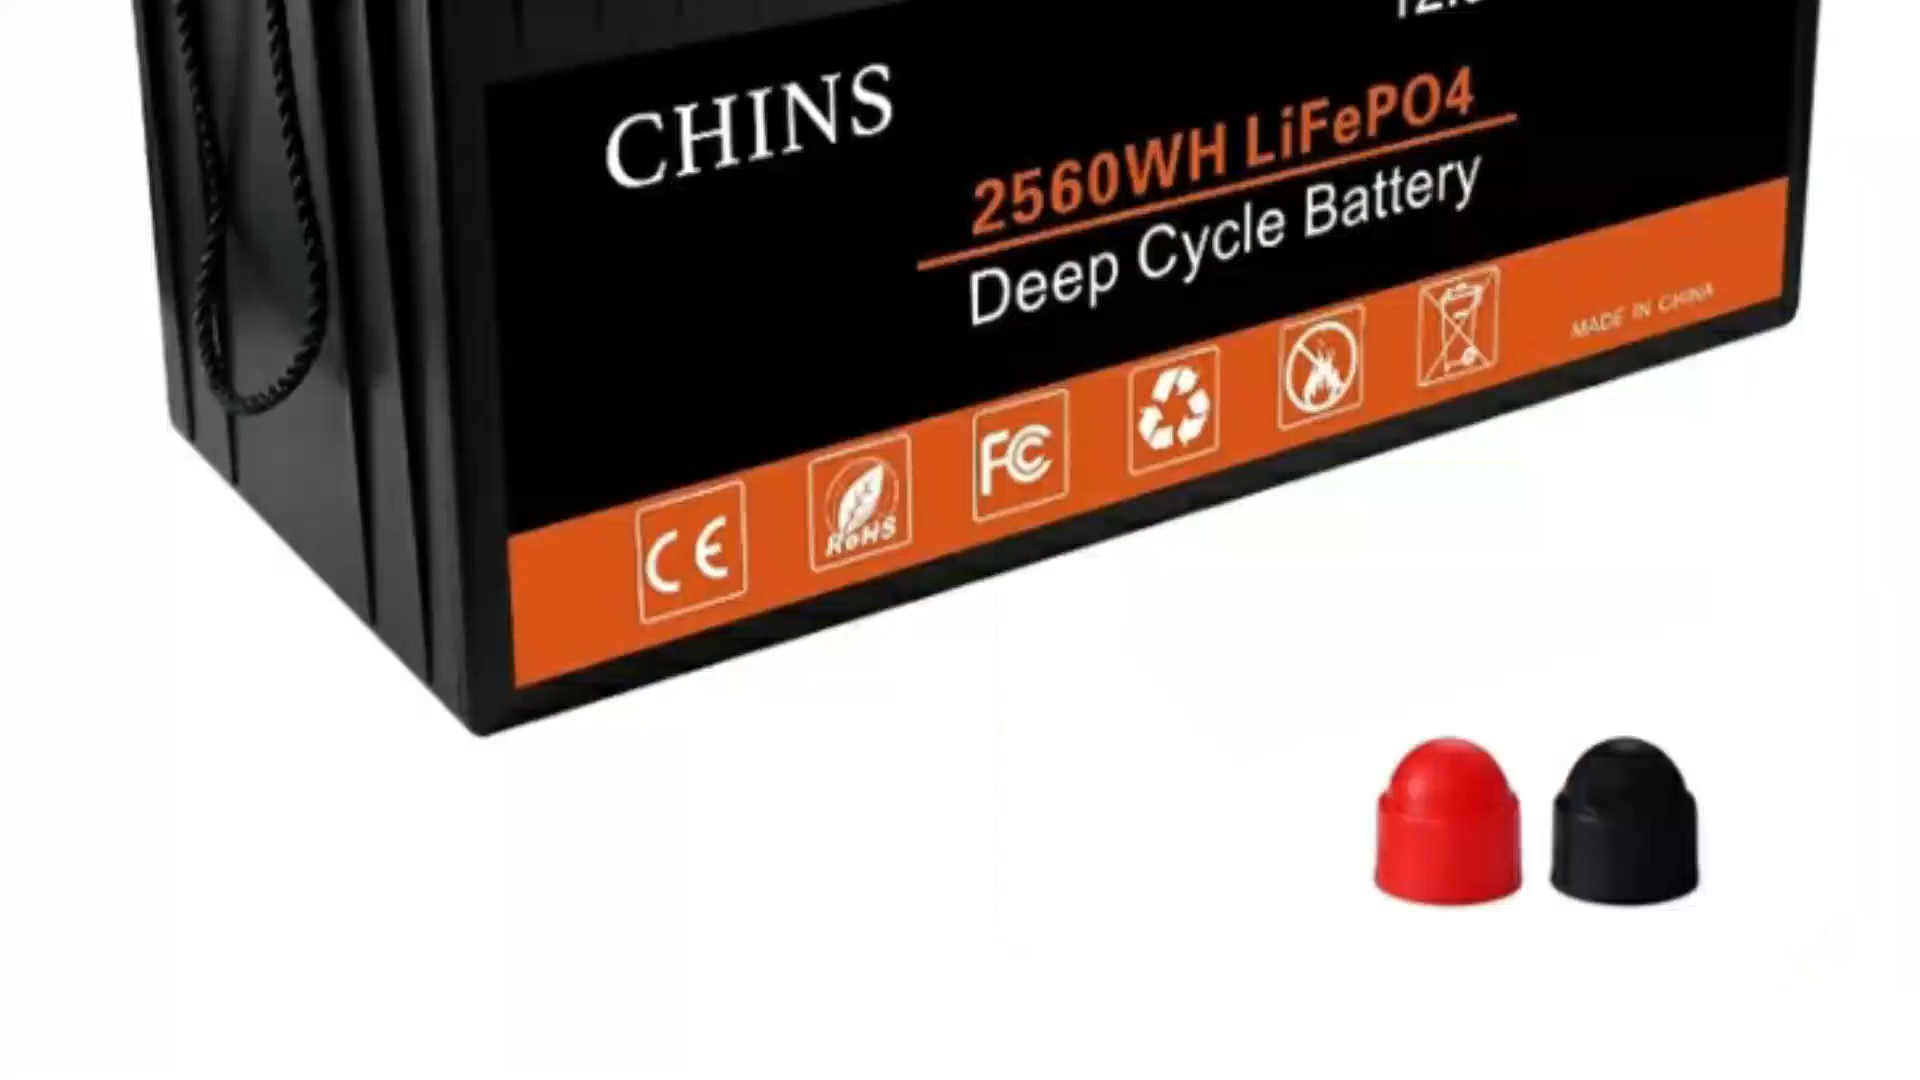 CHINS
2560WH LiFePO4
Deep Cycle Battery
CE
RoHS
FC
MADE IN CHINA